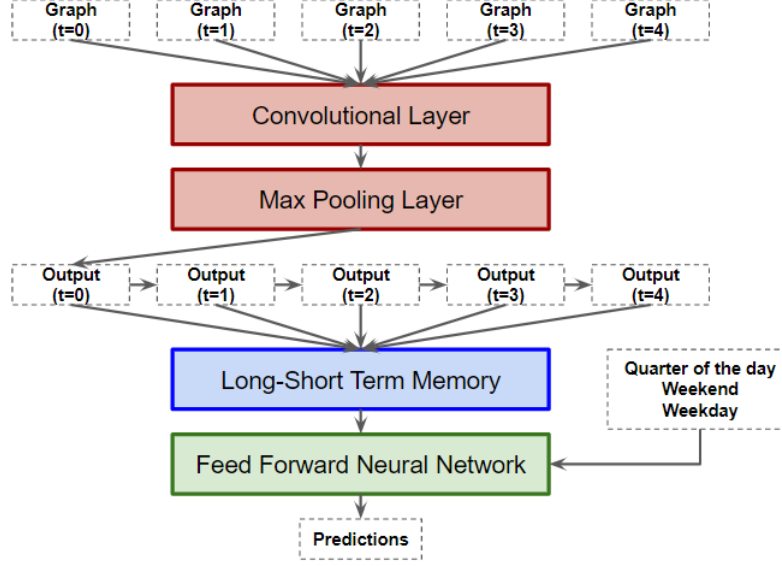 Graph
(t=0)
Graph
(t=1)
Graph
(t=2)
Graph
(t=3)
Graph
(t=4)
Convolutional Layer
Max Pooling Layer
Output
(t=0)
Output
(t=1)
Output
(t=2)
Output
(t=3)
Output
(t=4)
Long-Short Term Memory
Quarter of the day
Weekend
Weekday
Feed Forward Neural Network
Predictions